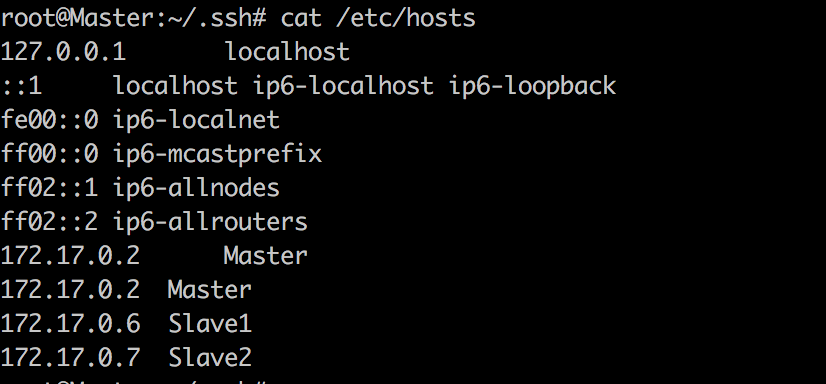 root@Master:~/.ssh# cat /etc/hosts
127.0.0.1       localhost
::1     localhost ip6-localhost ip6-loopback
fe00::0 ip6-localnet
ff00::0 ip6-mcastprefix
ff02::1 ip6-allnodes
ff02::2 ip6-allrouters
172.17.0.2      Master
172.17.0.2  Master
172.17.0.6  Slave1
172.17.0.7  Slave2